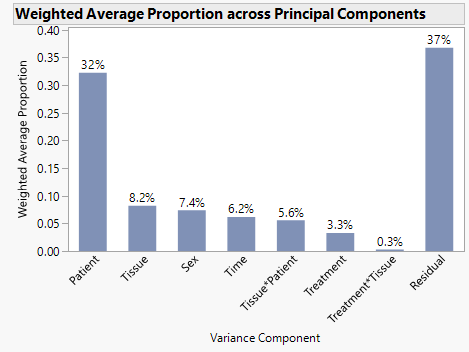 Weighted Average Proportion across Principal Components
Weighted Average Proportion
0.40
0.35
0.30
0.25
0.20
0.15
0.10
0.05
0.00
32%
8.2%
7.4%
6.2%
5.6%
3.3%
0.3%
37%
Patient
Tissue
Sex
Time
Tissue*Patient
Treatment
Treatment*Tissue
Residual
Variance Component